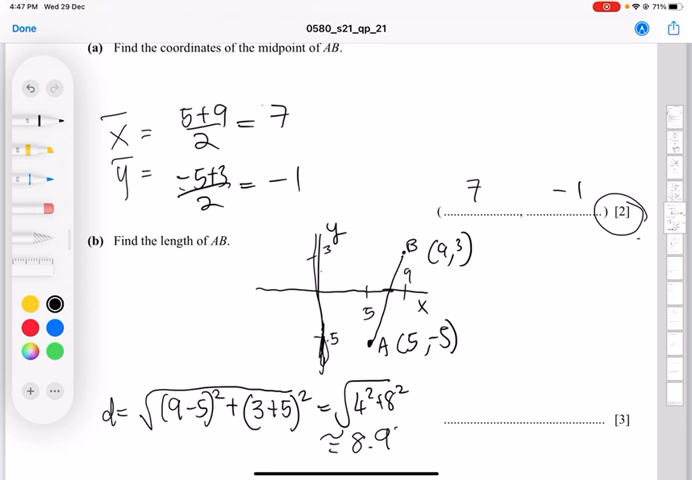 4:47 PM Wed 29 Dec 71%
Done 0580_s21_qp_21
(a) Find the coordinates of the midpoint of AB.
x̄ = (5+9)/2 = 7
ȳ = (-5+3)/2 = -1
7 -1
(....................., .....................) [2]
(b) Find the length of AB.
y
3
B (9,3)
9
5
x
-5
A (5,-5)
d= √((9-5)²+(3+5)²) = √(4²+8²)
≈ 8.9
..................................................... [3]